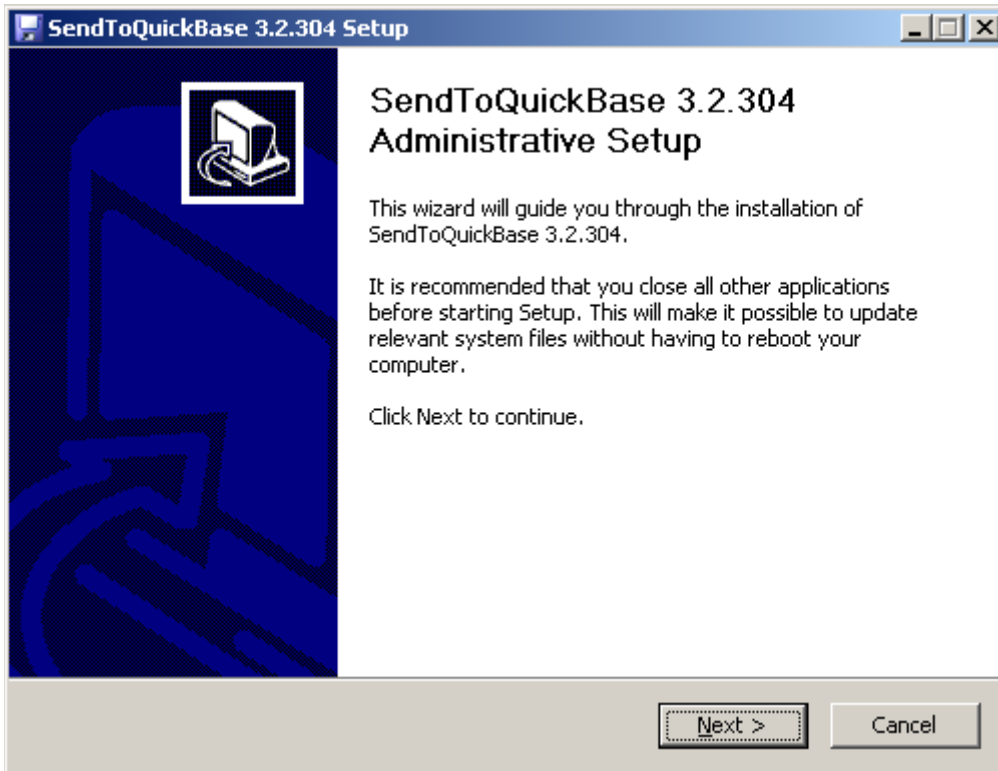 SendToQuickBase 3.2.304 Setup
SendToQuickBase 3.2.304
Administrative Setup
This wizard will guide you through the installation of
SendToQuickBase 3.2.304.
It is recommended that you close all other applications
before starting Setup. This will make it possible to update
relevant system files without having to reboot your
computer.
Click Next to continue.
Next >
Cancel